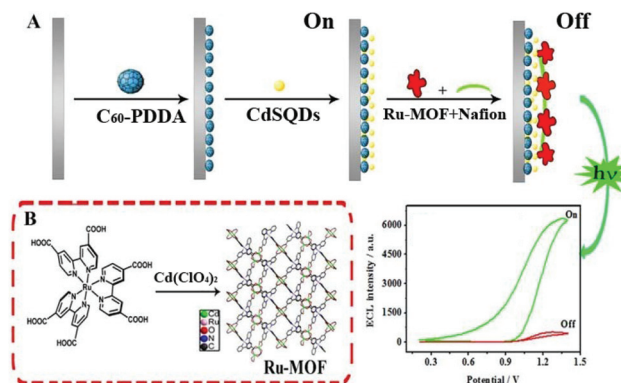 A
On
Off
C60-PDDA
CdSQDs
Ru-MOF+Nafion
hν
B
HOOC
COOH
HOOC
COOH
N
N
N
Ru
N
N
N
HOOC
COOH
Cd(ClO4)2
Cd
Ru
O
N
C
Ru-MOF
ECL intensity / a.u.
6000
4500
3000
1500
0
On
Off
0.3
0.6
0.9
1.2
1.5
Potential / V